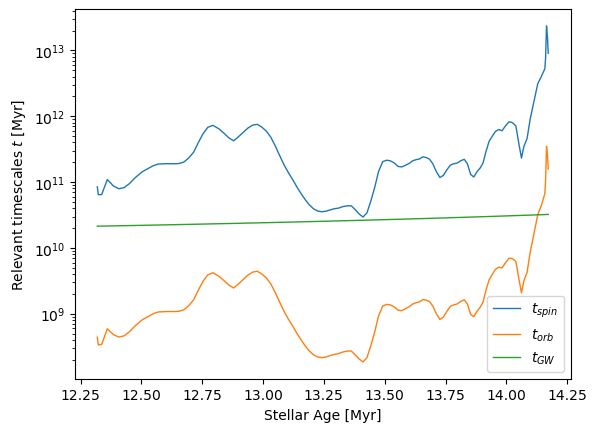 10^13
10^12
10^11
10^10
10^9
Relevant timescales t [Myr]
t_spin
t_orb
t_GW
12.25 12.50 12.75 13.00 13.25 13.50 13.75 14.00 14.25
Stellar Age [Myr]